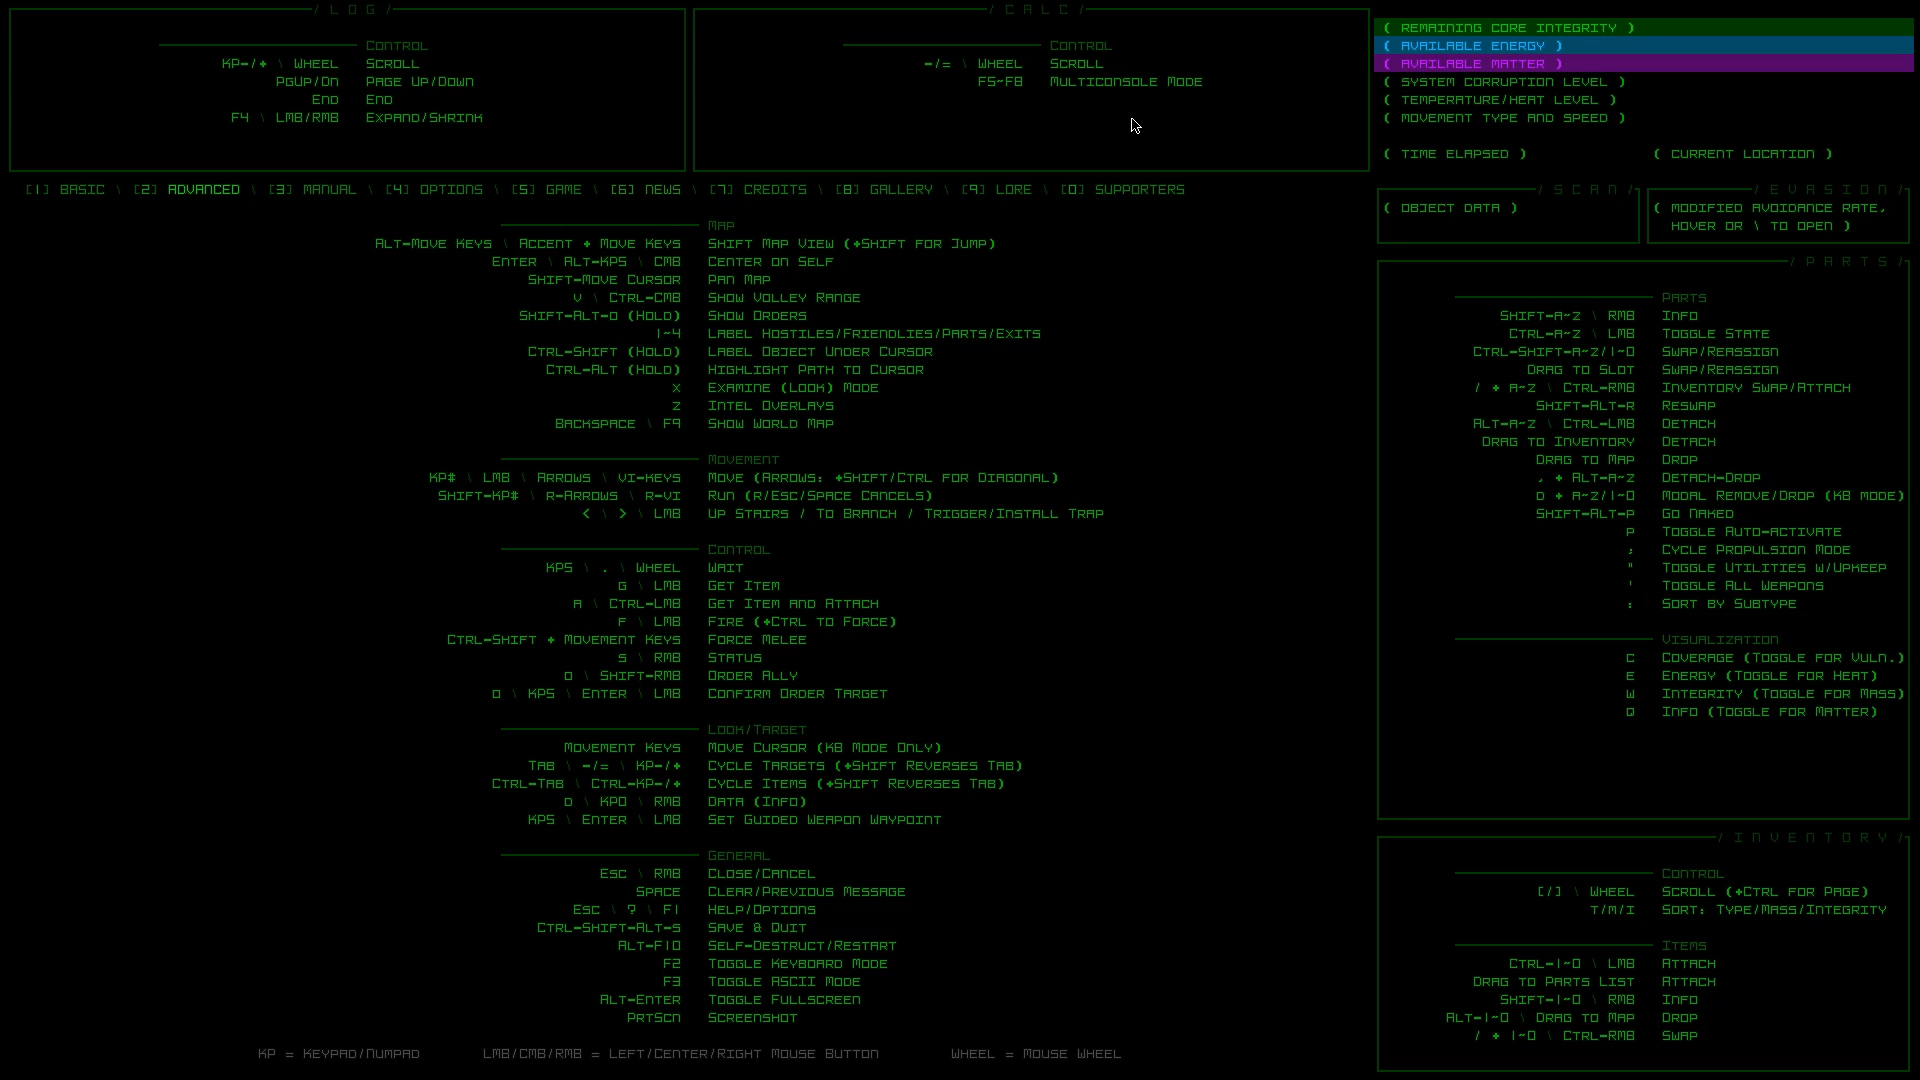 / L O G /
CONTROL
KP-/+ \ WHEEL SCROLL
PGUP/DN PAGE UP/DOWN
END END
F4 \ LMB/RMB EXPAND/SHRINK
/ C A L C /
CONTROL
-/= \ WHEEL SCROLL
F5~F8 MULTICONSOLE MODE
( REMAINING CORE INTEGRITY )
( AVAILABLE ENERGY )
( AVAILABLE MATTER )
( SYSTEM CORRUPTION LEVEL )
( TEMPERATURE/HEAT LEVEL )
( MOVEMENT TYPE AND SPEED )
( TIME ELAPSED ) ( CURRENT LOCATION )
[1] BASIC \ [2] ADVANCED \ [3] MANUAL \ [4] OPTIONS \ [5] GAME \ [6] NEWS \ [7] CREDITS \ [8] GALLERY \ [9] LORE \ [0] SUPPORTERS
MAP
ALT-MOVE KEYS \ ACCENT + MOVE KEYS SHIFT MAP VIEW (+SHIFT FOR JUMP)
ENTER \ ALT-KP5 \ CMB CENTER ON SELF
SHIFT-MOVE CURSOR PAN MAP
V \ CTRL-CMB SHOW VOLLEY RANGE
SHIFT-ALT-O (HOLD) SHOW ORDERS
1~4 LABEL HOSTILES/FRIENDLIES/PARTS/EXITS
CTRL-SHIFT (HOLD) LABEL OBJECT UNDER CURSOR
CTRL-ALT (HOLD) HIGHLIGHT PATH TO CURSOR
X EXAMINE (LOOK) MODE
Z INTEL OVERLAYS
BACKSPACE \ F9 SHOW WORLD MAP
MOVEMENT
KP# \ LMB \ ARROWS \ VI-KEYS MOVE (ARROWS: +SHIFT/CTRL FOR DIAGONAL)
SHIFT-KP# \ R-ARROWS \ R-VI RUN (R/ESC/SPACE CANCELS)
< \ > \ LMB UP STAIRS / TO BRANCH / TRIGGER/INSTALL TRAP
CONTROL
KP5 \ . \ WHEEL WAIT
G \ LMB GET ITEM
A \ CTRL-LMB GET ITEM AND ATTACH
F \ LMB FIRE (+CTRL TO FORCE)
CTRL-SHIFT + MOVEMENT KEYS FORCE MELEE
S \ RMB STATUS
O \ SHIFT-RMB ORDER ALLY
O \ KP5 \ ENTER \ LMB CONFIRM ORDER TARGET
LOOK/TARGET
MOVEMENT KEYS MOVE CURSOR (KB MODE ONLY)
TAB \ -/= \ KP-/+ CYCLE TARGETS (+SHIFT REVERSES TAB)
CTRL-TAB \ CTRL-KP-/+ CYCLE ITEMS (+SHIFT REVERSES TAB)
D \ KP0 \ RMB DATA (INFO)
KP5 \ ENTER \ LMB SET GUIDED WEAPON WAYPOINT
GENERAL
ESC \ RMB CLOSE/CANCEL
SPACE CLEAR/PREVIOUS MESSAGE
ESC \ ? \ F1 HELP/OPTIONS
CTRL-SHIFT-ALT-S SAVE & QUIT
ALT-F10 SELF-DESTRUCT/RESTART
F2 TOGGLE KEYBOARD MODE
F3 TOGGLE ASCII MODE
ALT-ENTER TOGGLE FULLSCREEN
PRTSCN SCREENSHOT
KP = KEYPAD/NUMPAD LMB/CMB/RMB = LEFT/CENTER/RIGHT MOUSE BUTTON WHEEL = MOUSE WHEEL
/ S C A N /
( OBJECT DATA )
/ E V A S I O N /
( MODIFIED AVOIDANCE RATE,
HOVER OR \ TO OPEN )
/ P A R T S /
PARTS
SHIFT-A~Z \ RMB INFO
CTRL-A~Z \ LMB TOGGLE STATE
CTRL-SHIFT-A~Z/1~0 SWAP/REASSIGN
DRAG TO SLOT SWAP/REASSIGN
/ + A~Z \ CTRL-RMB INVENTORY SWAP/ATTACH
SHIFT-ALT-R RESWAP
ALT-A~Z \ CTRL-LMB DETACH
DRAG TO INVENTORY DETACH
DRAG TO MAP DROP
, + ALT-A~Z DETACH-DROP
D + A~Z/1~0 MODAL REMOVE/DROP (KB MODE)
SHIFT-ALT-P GO NAKED
P TOGGLE AUTO-ACTIVATE
; CYCLE PROPULSION MODE
" TOGGLE UTILITIES W/UPKEEP
' TOGGLE ALL WEAPONS
: SORT BY SUBTYPE
VISUALIZATION
C COVERAGE (TOGGLE FOR VULN.)
E ENERGY (TOGGLE FOR HEAT)
W INTEGRITY (TOGGLE FOR MASS)
Q INFO (TOGGLE FOR MATTER)
/ I N V E N T O R Y /
CONTROL
[/] \ WHEEL SCROLL (+CTRL FOR PAGE)
T/M/I SORT: TYPE/MASS/INTEGRITY
ITEMS
CTRL-1~0 \ LMB ATTACH
DRAG TO PARTS LIST ATTACH
SHIFT-1~0 \ RMB INFO
ALT-1~0 \ DRAG TO MAP DROP
/ + 1~0 \ CTRL-RMB SWAP